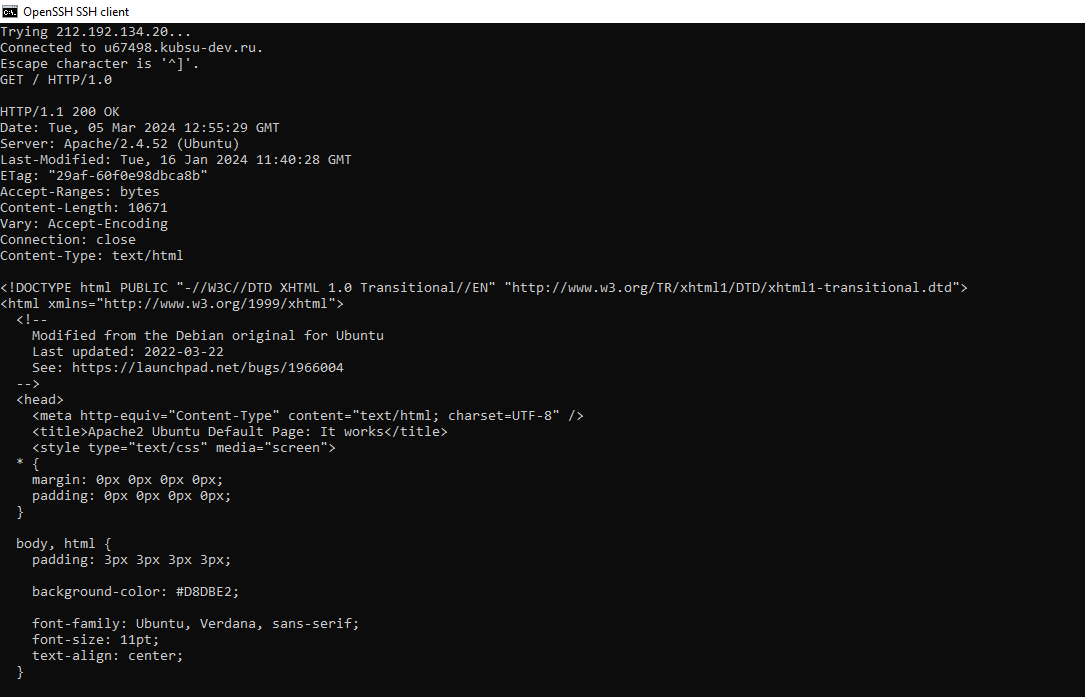 OpenSSH SSH client
Trying 212.192.134.20...
Connected to u67498.kubsu-dev.ru.
Escape character is '^]'.
GET / HTTP/1.0

HTTP/1.1 200 OK
Date: Tue, 05 Mar 2024 12:55:29 GMT
Server: Apache/2.4.52 (Ubuntu)
Last-Modified: Tue, 16 Jan 2024 11:40:28 GMT
ETag: "29af-60f0e98dbca8b"
Accept-Ranges: bytes
Content-Length: 10671
Vary: Accept-Encoding
Connection: close
Content-Type: text/html

<!DOCTYPE html PUBLIC "-//W3C//DTD XHTML 1.0 Transitional//EN" "http://www.w3.org/TR/xhtml1/DTD/xhtml1-transitional.dtd">
<html xmlns="http://www.w3.org/1999/xhtml">
  <!--
    Modified from the Debian original for Ubuntu
    Last updated: 2022-03-22
    See: https://launchpad.net/bugs/1966004
  -->
  <head>
    <meta http-equiv="Content-Type" content="text/html; charset=UTF-8" />
    <title>Apache2 Ubuntu Default Page: It works</title>
    <style type="text/css" media="screen">
  * {
    margin: 0px 0px 0px 0px;
    padding: 0px 0px 0px 0px;
  }

  body, html {
    padding: 3px 3px 3px 3px;

    background-color: #D8DBE2;

    font-family: Ubuntu, Verdana, sans-serif;
    font-size: 11pt;
    text-align: center;
  }